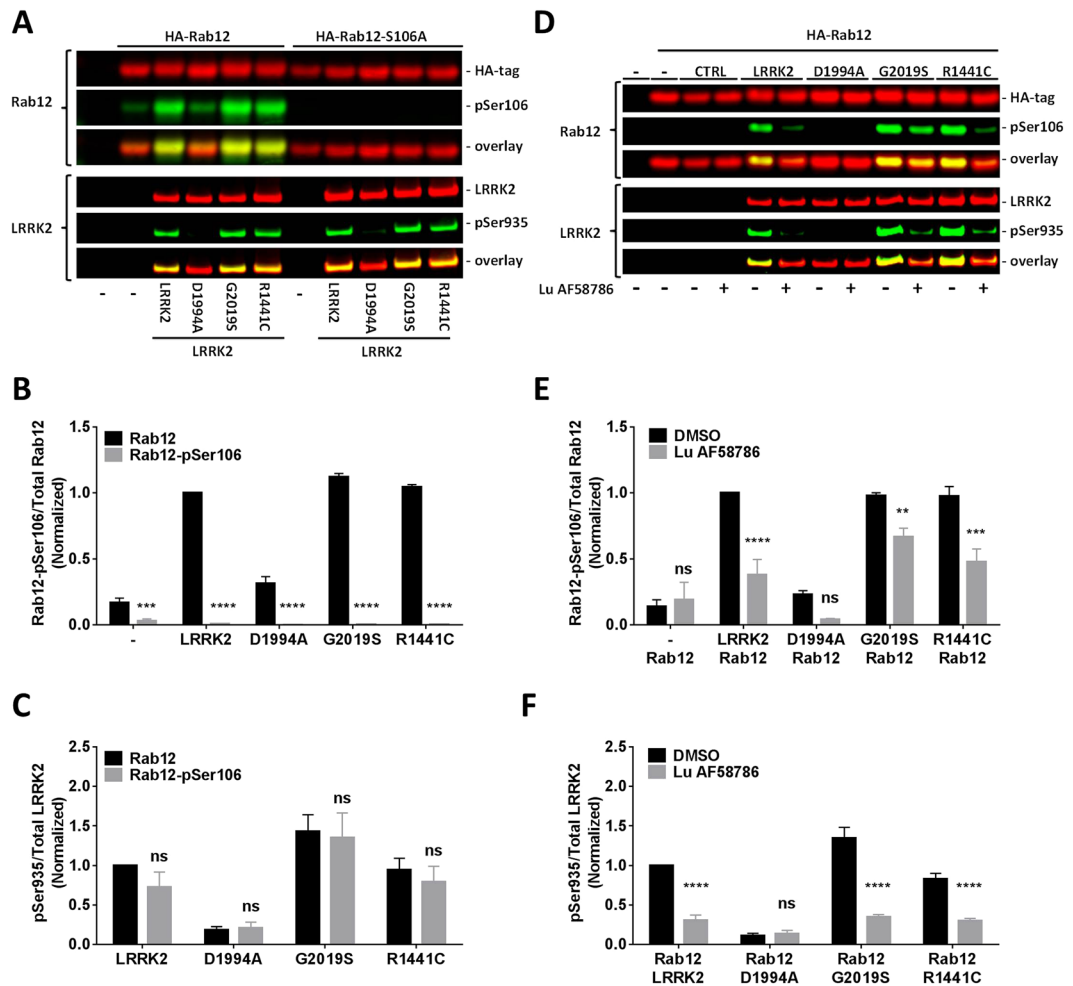 A
HA-Rab12 HA-Rab12-S106A
Rab12
- HA-tag
- pSer106
- overlay
LRRK2
- LRRK2
- pSer935
- overlay
- - LRRK2 D1994A G2019S R1441C - LRRK2 D1994A G2019S R1441C
LRRK2 LRRK2
D
HA-Rab12
- - CTRL LRRK2 D1994A G2019S R1441C
Rab12
- HA-tag
- pSer106
- overlay
LRRK2
- LRRK2
- pSer935
- overlay
Lu AF58786 - - - + - + - + - + - +
B
Rab12-pSer106/Total Rab12
(Normalized)
1.5
1.0
0.5
0.0
Rab12
Rab12-pSer106
*** **** **** **** ****
- LRRK2 D1994A G2019S R1441C
E
Rab12-pSer106/Total Rab12
(Normalized)
1.5
1.0
0.5
0.0
DMSO
Lu AF58786
ns **** ns ** ***
- LRRK2 D1994A G2019S R1441C
Rab12 Rab12 Rab12 Rab12 Rab12
C
pSer935/Total LRRK2
(Normalized)
2.5
2.0
1.5
1.0
0.5
0.0
Rab12
Rab12-pSer106
ns ns ns ns
LRRK2 D1994A G2019S R1441C
F
pSer935/Total LRRK2
(Normalized)
2.5
2.0
1.5
1.0
0.5
0.0
DMSO
Lu AF58786
**** ns **** ****
Rab12 Rab12 Rab12 Rab12
LRRK2 D1994A G2019S R1441C